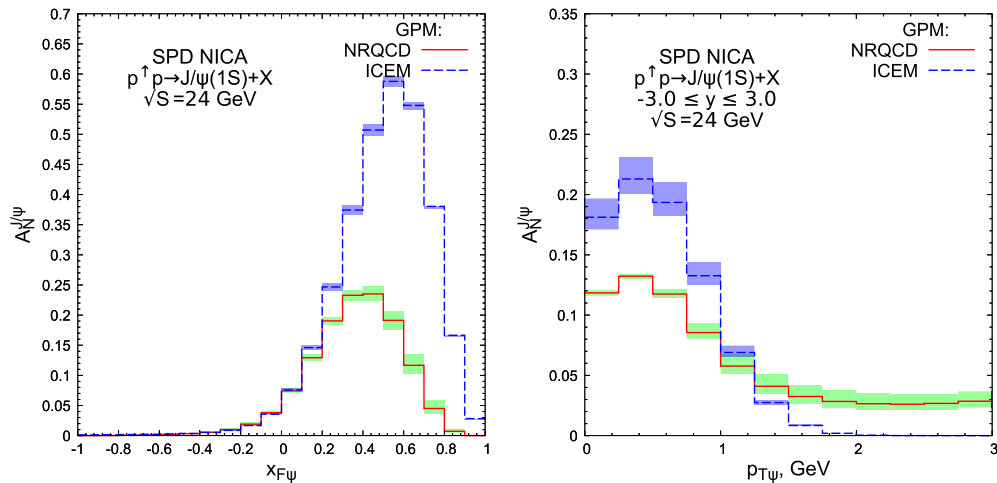 0.7
0.65
0.6
0.55
0.5
0.45
0.4
0.35
0.3
0.25
0.2
0.15
0.1
0.05
0
A_N^{J/ψ}
GPM:
SPD NICA
NRQCD
p↑p→J/ψ(1S)+X
ICEM
√S=24 GeV
-1 -0.8 -0.6 -0.4 -0.2 0 0.2 0.4 0.6 0.8 1
x_{Fψ}
0.35
0.3
0.25
0.2
0.15
0.1
0.05
0
A_N^{J/ψ}
GPM:
SPD NICA
NRQCD
p↑p→J/ψ(1S)+X
ICEM
-3.0 ≤ y ≤ 3.0
√S=24 GeV
0 1 2 3
p_{Tψ}, GeV